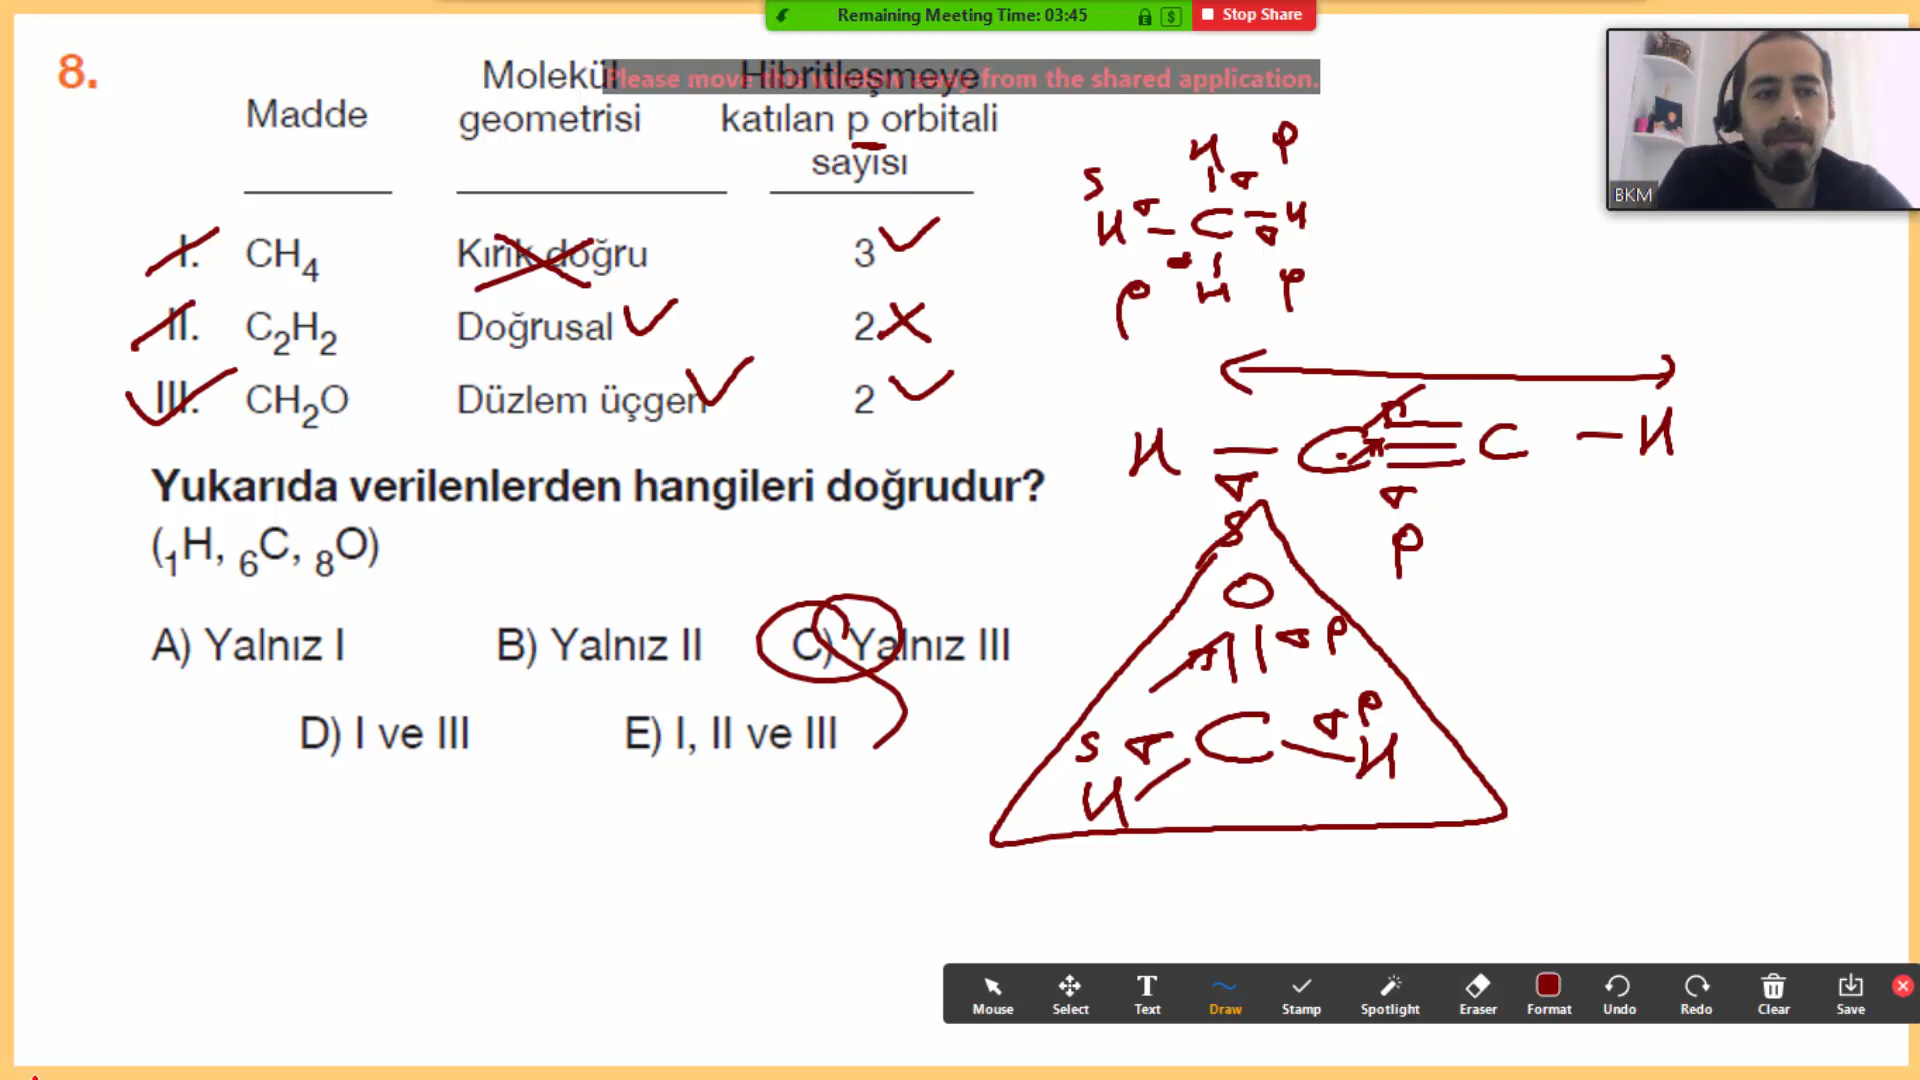 Remaining Meeting Time: 03:45
Stop Share
Please move this window away from the shared application.
BKM
8.
Madde
Molekül geometrisi
Hibritleşmeye katılan p orbitali sayısı
I. CH4 Kırık doğru 3
II. C2H2 Doğrusal 2
III. CH2O Düzlem üçgen 2
Yukarıda verilenlerden hangileri doğrudur?
(1H, 6C, 8O)
A) Yalnız I B) Yalnız II C) Yalnız III
D) I ve III E) I, II ve III
H P
S
H σ C H
σ
P H P
H C C H
σ σ
S P
O
σ P
C
S σ σ P
H H
Mouse Select Text Draw Stamp Spotlight Eraser Format Undo Redo Clear Save